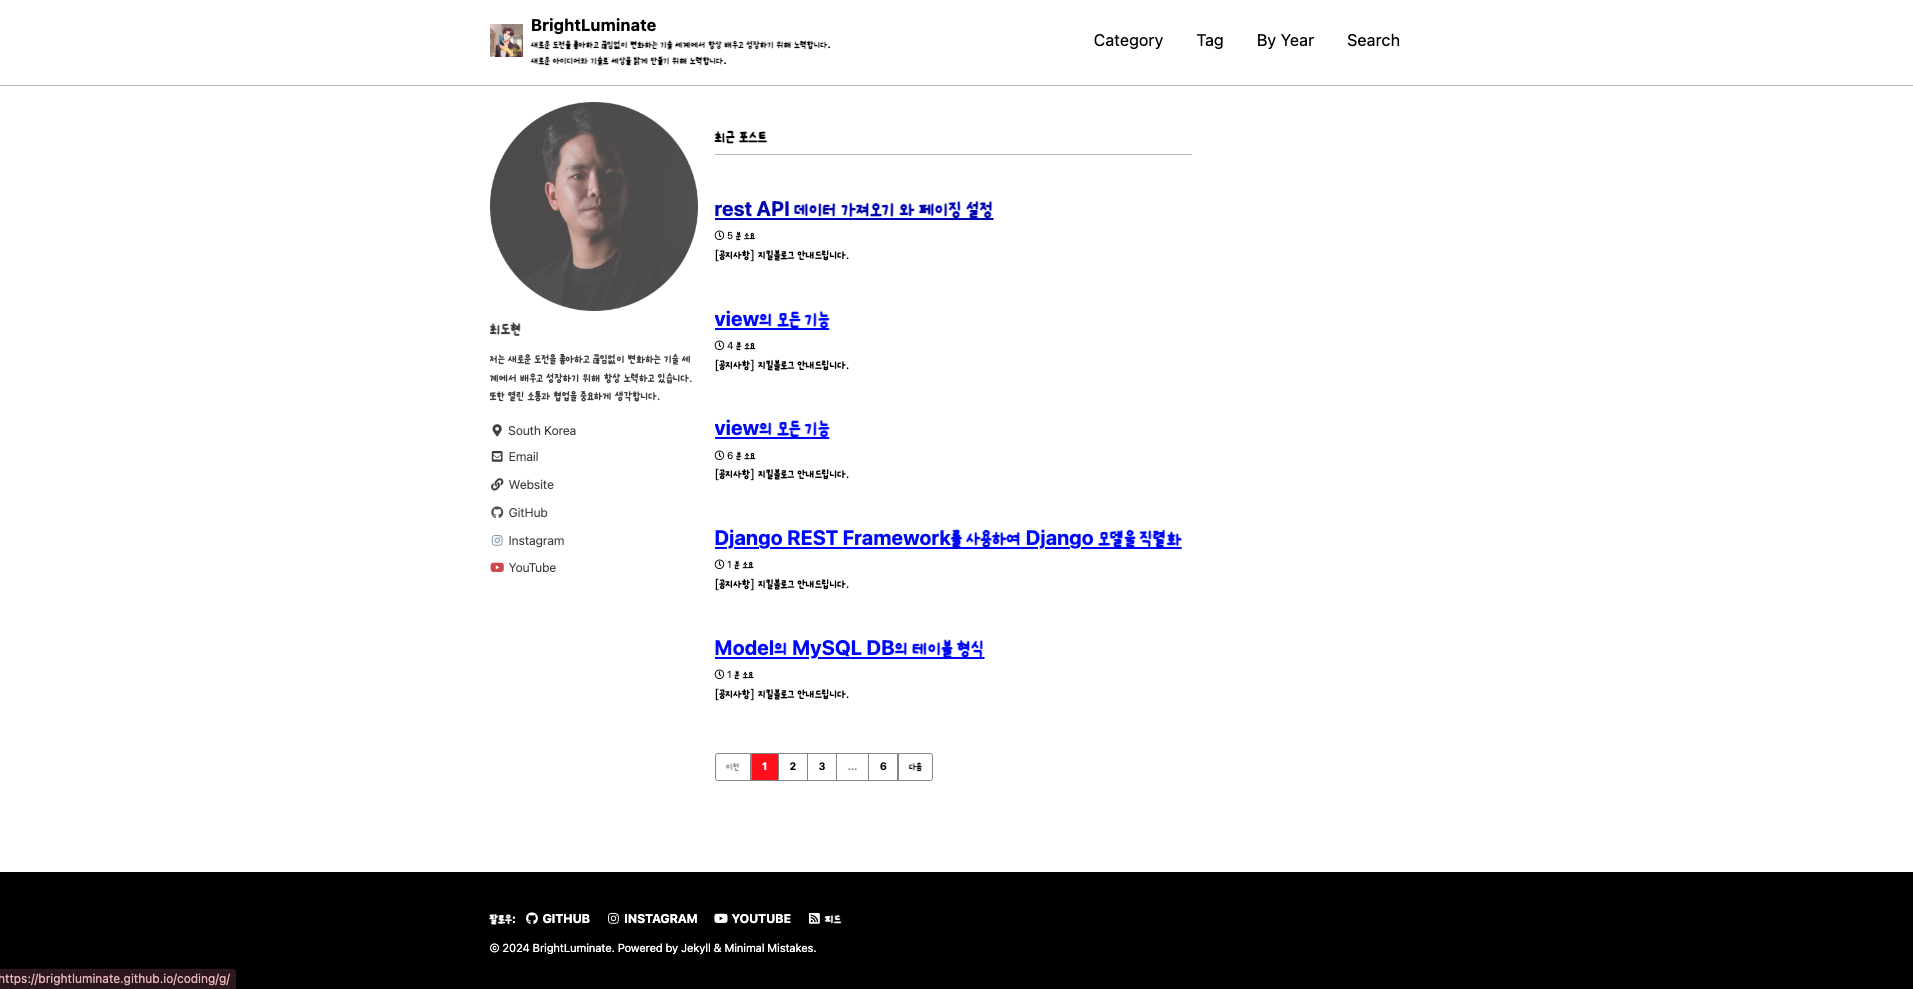 BrightLuminate
새로운 도전을 좋아하고 끊임없이 변화하는 기술 세계에서 항상 배우고 성장하기 위해 노력합니다.
새로운 아이디어와 기술로 세상을 밝게 만들기 위해 노력합니다.
Category
Tag
By Year
Search
최도현
저는 새로운 도전을 좋아하고 끊임없이 변화하는 기술 세
계에서 배우고 성장하기 위해 항상 노력하고 있습니다.
또한 열린 소통과 협업을 중요하게 생각합니다.
South Korea
Email
Website
GitHub
Instagram
YouTube
최근 포스트
rest API 데이터 가져오기 와 페이징 설정
5 분 소요
[공지사항] 지킬블로그 안내드립니다.
view의 모든 기능
4 분 소요
[공지사항] 지킬블로그 안내드립니다.
view의 모든 기능
6 분 소요
[공지사항] 지킬블로그 안내드립니다.
Django REST Framework를 사용하여 Django 모델을 직렬화
1 분 소요
[공지사항] 지킬블로그 안내드립니다.
Model의 MySQL DB의 테이블 형식
1 분 소요
[공지사항] 지킬블로그 안내드립니다.
이전 1 2 3 … 6 다음
팔로우: GITHUB INSTAGRAM YOUTUBE 피드
© 2024 BrightLuminate. Powered by Jekyll & Minimal Mistakes.
https://brightluminate.github.io/coding/g/